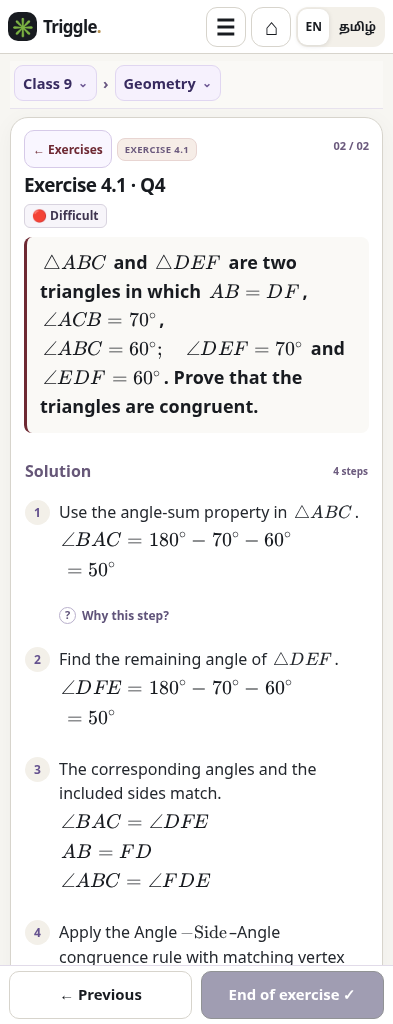 Triggle.
☰
⌂
EN
தமிழ்
Class 9 ⌄ › Geometry ⌄
← Exercises
EXERCISE 4.1
02 / 02
Exercise 4.1 · Q4
🔴 Difficult
△ABC and △DEF are two
triangles in which AB = DF,
∠ACB = 70°,
∠ABC = 60°; ∠DEF = 70° and
∠EDF = 60°. Prove that the
triangles are congruent.
Solution
4 steps
1 Use the angle-sum property in △ABC.
∠BAC = 180° − 70° − 60°
= 50°
? Why this step?
2 Find the remaining angle of △DEF.
∠DFE = 180° − 70° − 60°
= 50°
3 The corresponding angles and the
included sides match.
∠BAC = ∠DFE
AB = FD
∠ABC = ∠FDE
4 Apply the Angle −Side–Angle
congruence rule with matching vertex
← Previous
End of exercise ✓